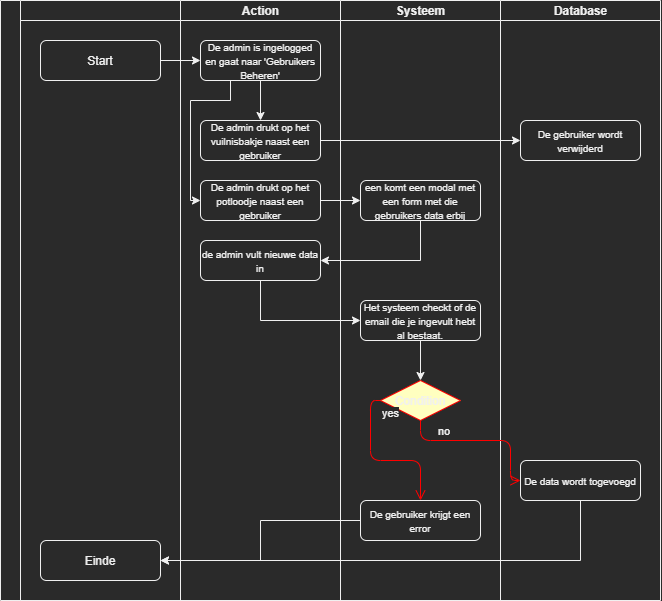 Action
Systeem
Database
Start
De admin is ingelogged
en gaat naar 'Gebruikers
Beheren'
De admin drukt op het
vuilnisbakje naast een
gebruiker
De gebruiker wordt
verwijderd
De admin drukt op het
potloodje naast een
gebruiker
een komt een modal met
een form met die
gebruikers data erbij
de admin vult nieuwe data
in
Het systeem checkt of de
email die je ingevult hebt
al bestaat.
Condition
yes
no
De data wordt togevoegd
De gebruiker krijgt een
error
Einde